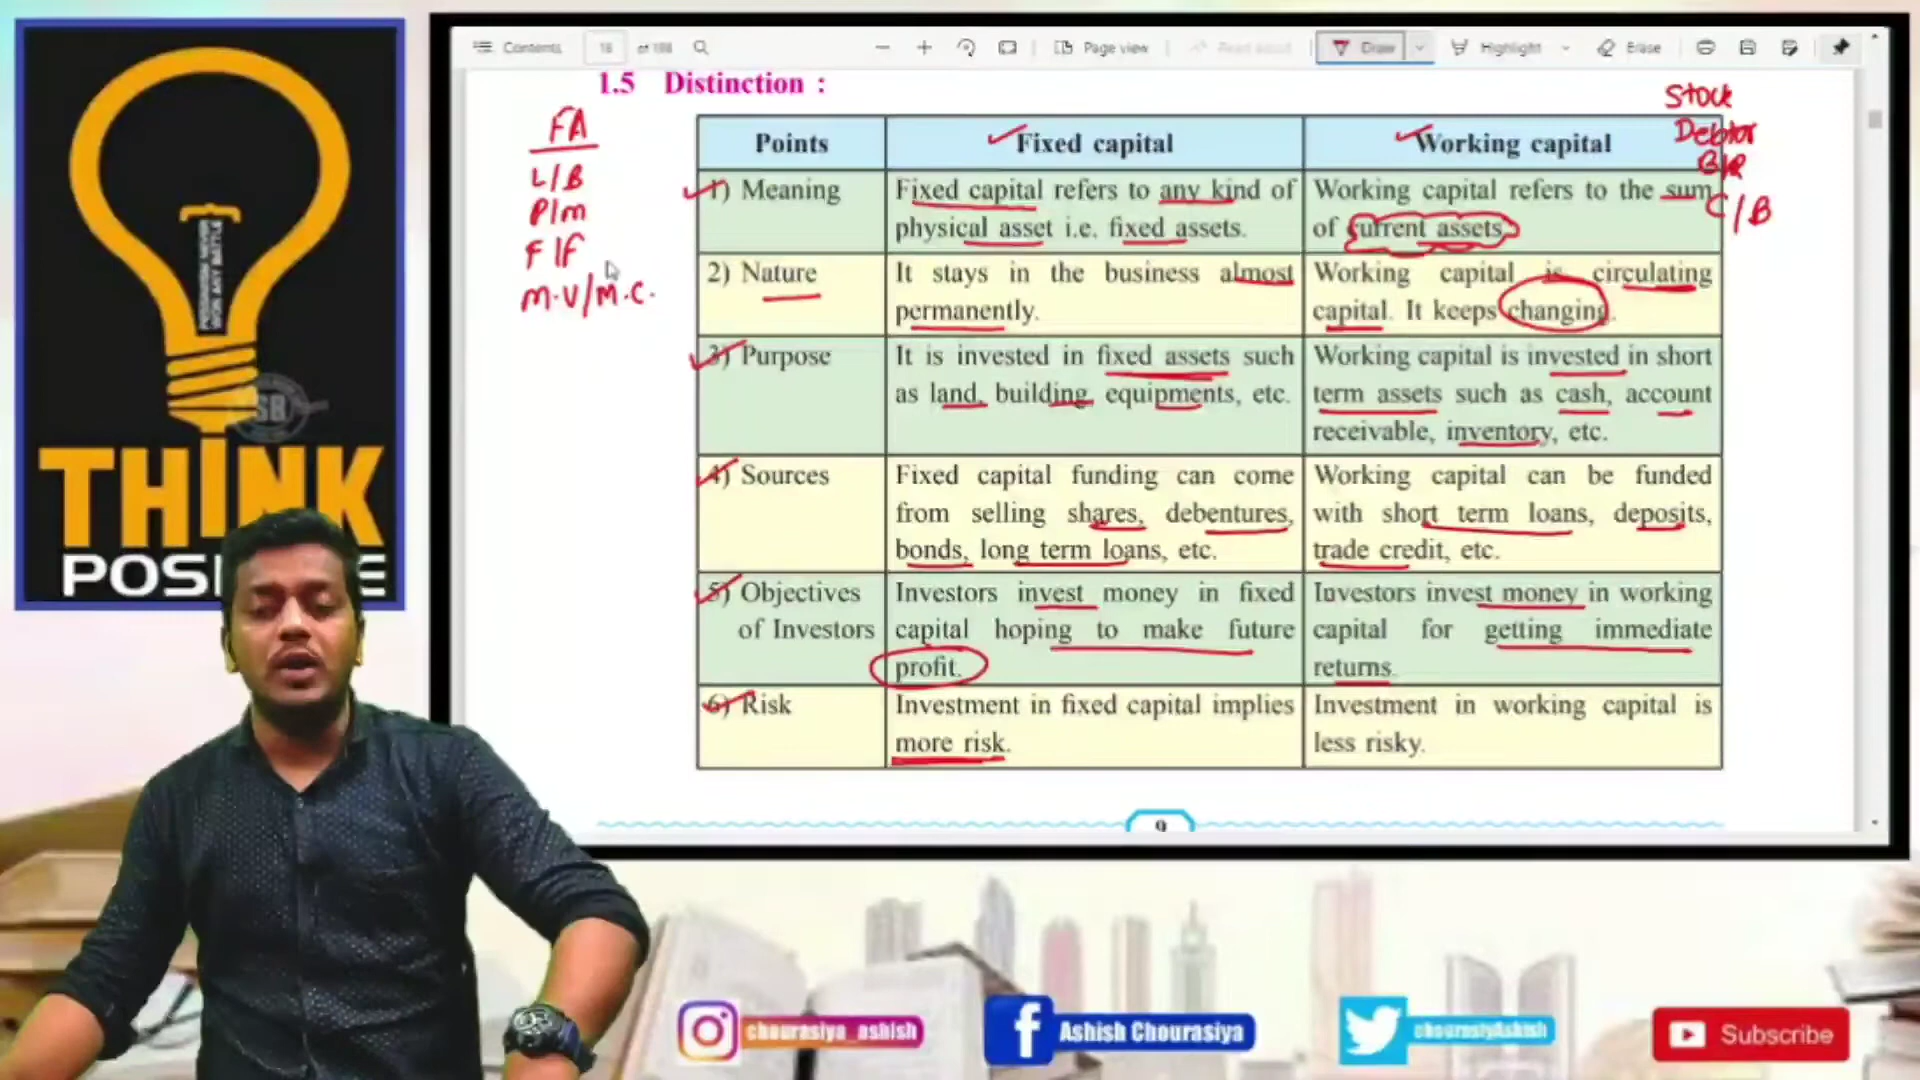 Contents 18 of 188 Page view Read aloud Draw Highlight Erase
1.5 Distinction :
FA
L/B
P/m
F/F
M.V/M.C.
Stock
Debtor
B/R
C/B
Points Fixed capital Working capital
1) Meaning
Fixed capital refers to any kind of
physical asset i.e. fixed assets.
Working capital refers to the sum
of current assets.
2) Nature
It stays in the business almost
permanently.
Working capital is circulating
capital. It keeps changing.
3) Purpose
It is invested in fixed assets such
as land, building, equipments, etc.
Working capital is invested in short
term assets such as cash, account
receivable, inventory, etc.
4) Sources
Fixed capital funding can come
from selling shares, debentures,
bonds, long term loans, etc.
Working capital can be funded
with short term loans, deposits,
trade credit, etc.
5) Objectives
of Investors
Investors invest money in fixed
capital hoping to make future
profit.
Investors invest money in working
capital for getting immediate
returns.
6) Risk
Investment in fixed capital implies
more risk.
Investment in working capital is
less risky.
9
THINK
chourasiya_ashish
Ashish Chourasiya
Subscribe